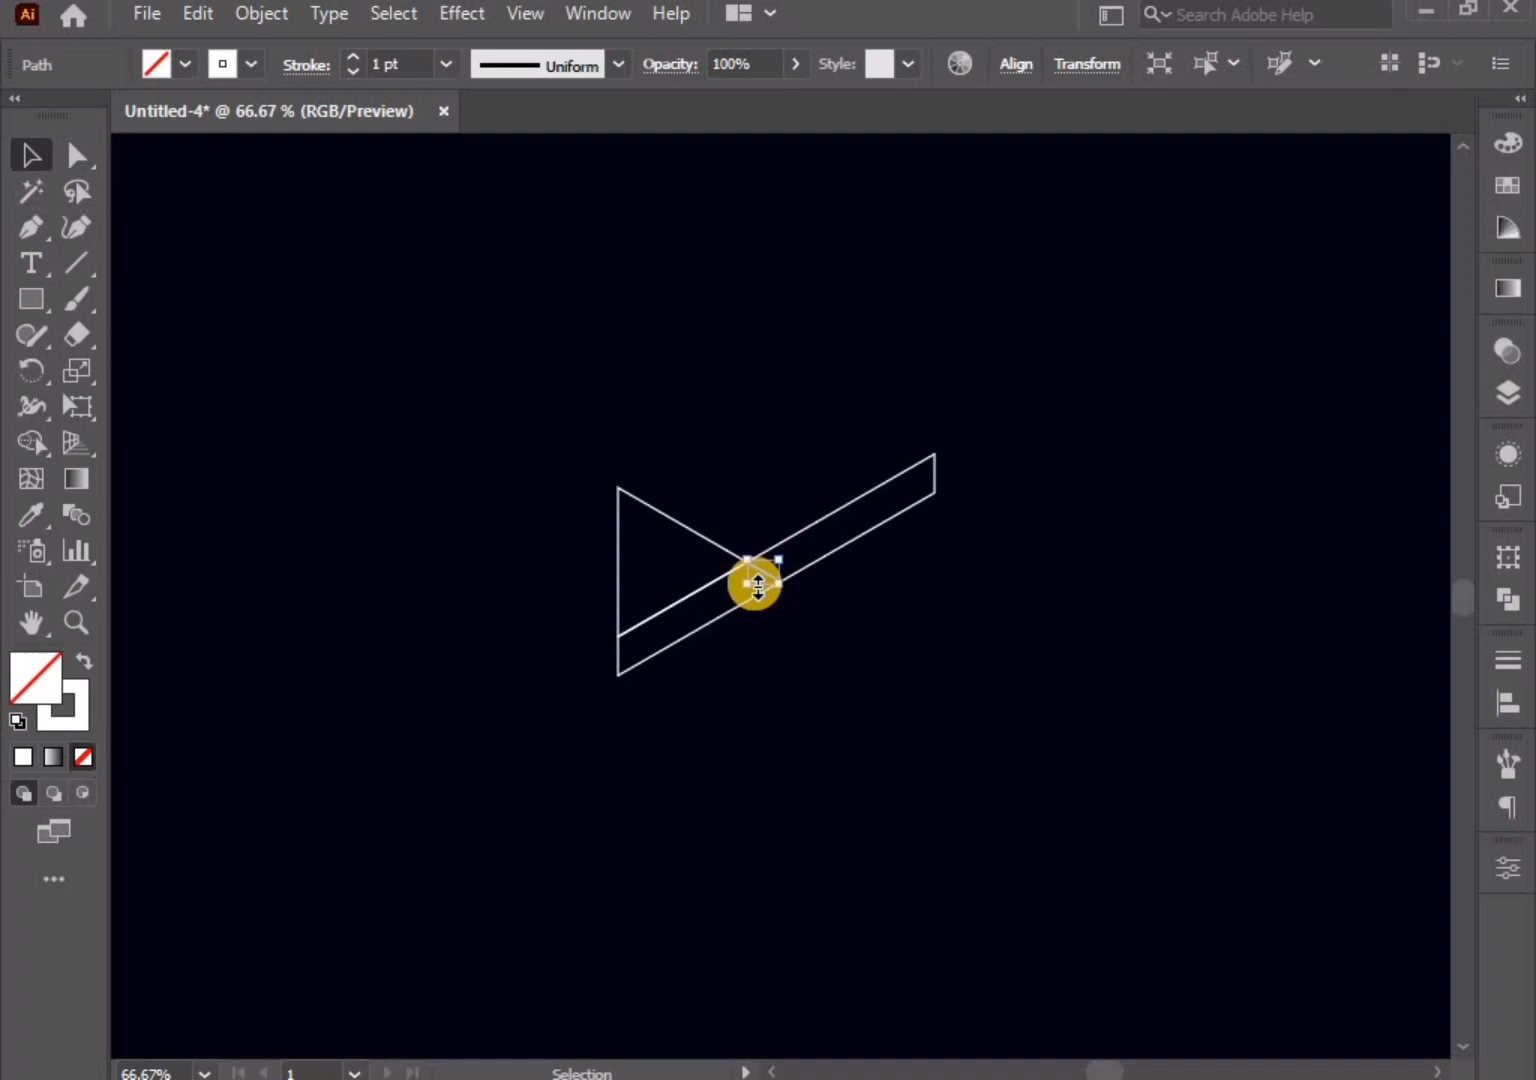 Ai File Edit Object Type Select Effect View Window Help Search Adobe Help
Path Stroke: 1 pt Uniform Opacity: 100% Style: Align Transform
Untitled-4* @ 66.67 % (RGB/Preview)
66.67% 1 Selection